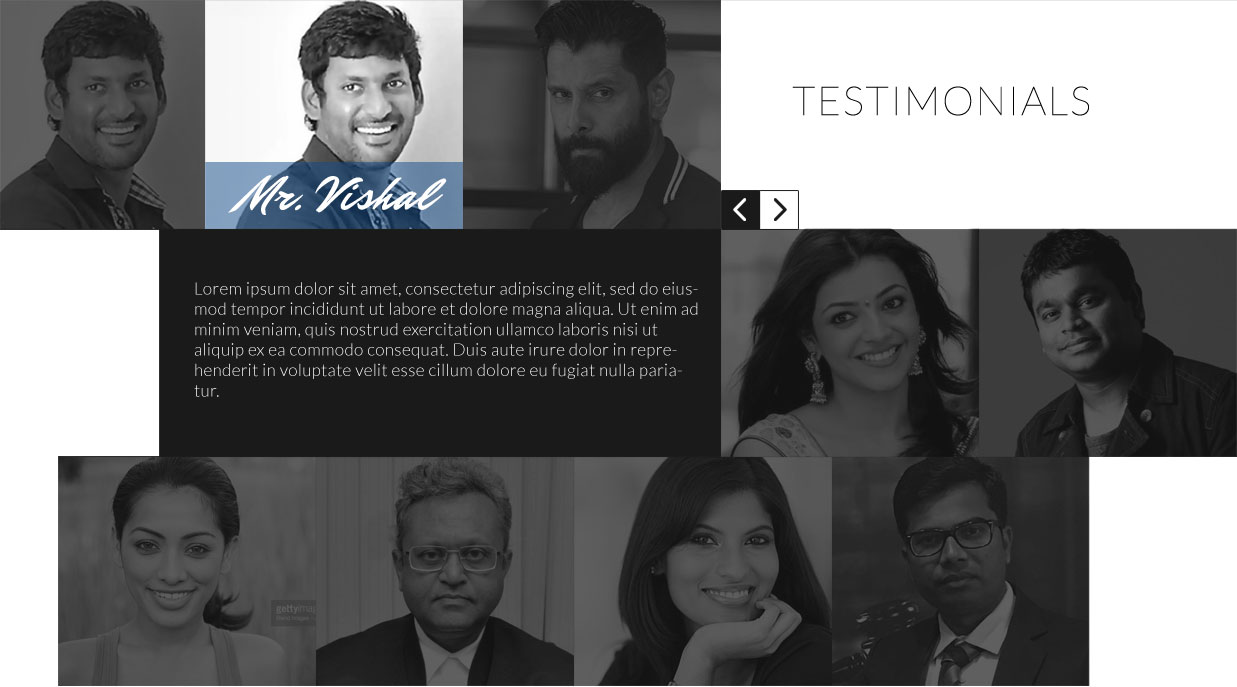 TESTIMONIALS
Mr. Vishal
Lorem ipsum dolor sit amet, consectetur adipiscing elit, sed do eius-
mod tempor incididunt ut labore et dolore magna aliqua. Ut enim ad
minim veniam, quis nostrud exercitation ullamco laboris nisi ut
aliquip ex ea commodo consequat. Duis aute irure dolor in repre-
henderit in voluptate velit esse cillum dolore eu fugiat nulla paria-
tur.